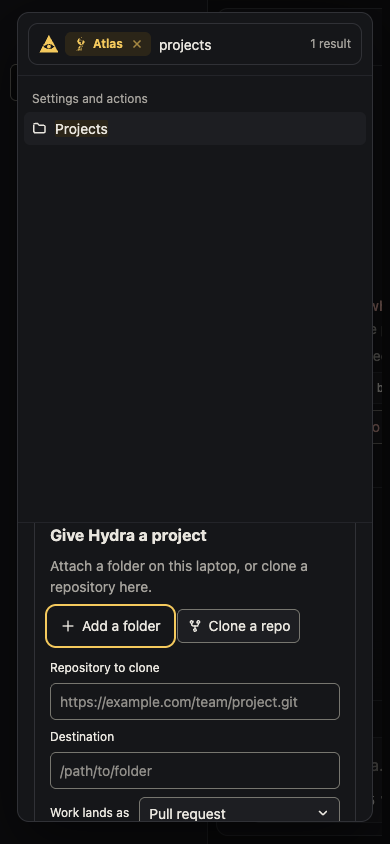 Atlas × projects 1 result
Settings and actions
Projects
Give Hydra a project
Attach a folder on this laptop, or clone a
repository here.
+ Add a folder Clone a repo
Repository to clone
https://example.com/team/project.git
Destination
/path/to/folder
Work lands as Pull request